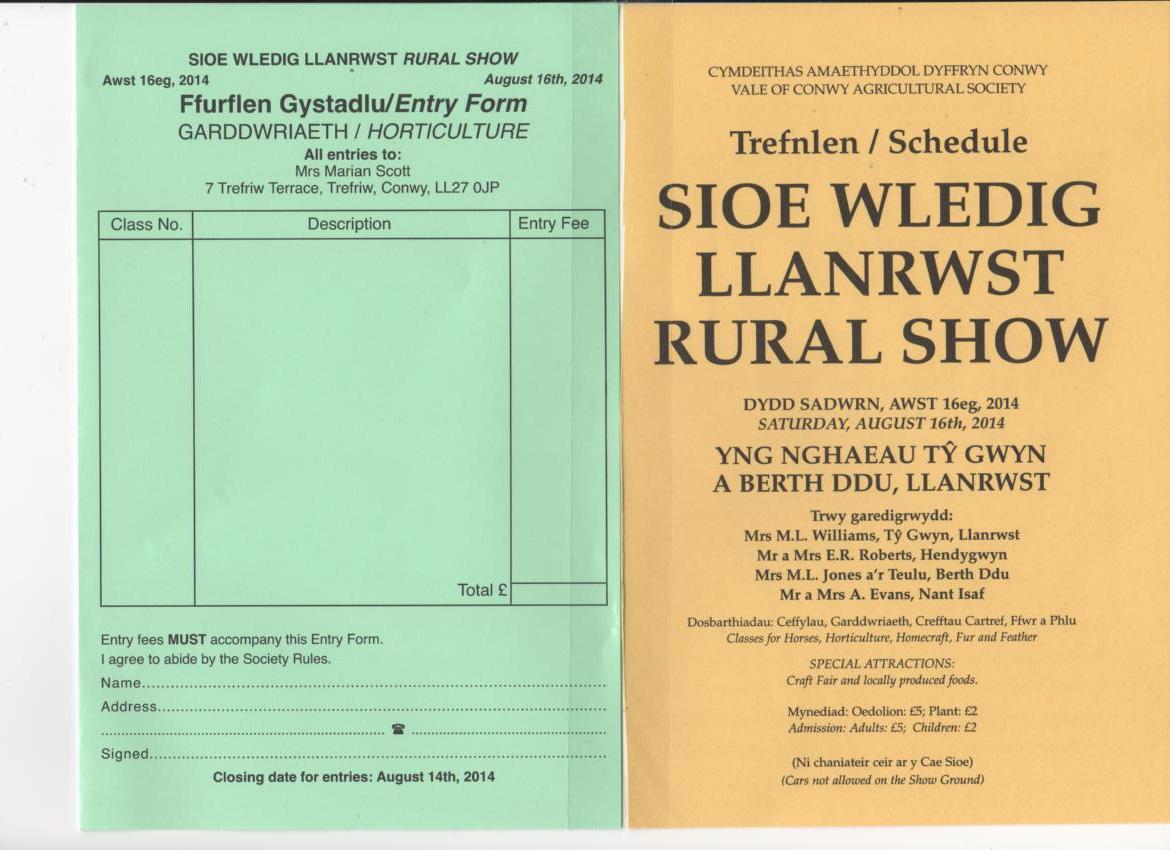 SIOE WLEDIG LLANRWST RURAL SHOW
Awst 16eg, 2014 August 16th, 2014
Ffurflen Gystadlu/Entry Form
GARDDWRIAETH / HORTICULTURE
All entries to:
Mrs Marian Scott
7 Trefriw Terrace, Trefriw, Conwy, LL27 0JP
Class No. Description Entry Fee
Total £
Entry fees MUST accompany this Entry Form.
I agree to abide by the Society Rules.
Name
Address
☎
Signed
Closing date for entries: August 14th, 2014
CYMDEITHAS AMAETHYDDOL DYFFRYN CONWY
VALE OF CONWY AGRICULTURAL SOCIETY
Trefnlen / Schedule
SIOE WLEDIG
LLANRWST
RURAL SHOW
DYDD SADWRN, AWST 16eg, 2014
SATURDAY, AUGUST 16th, 2014
YNG NGHAEAU TŶ GWYN
A BERTH DDU, LLANRWST
Trwy garedigrwydd:
Mrs M.L. Williams, Tŷ Gwyn, Llanrwst
Mr a Mrs E.R. Roberts, Hendygwyn
Mrs M.L. Jones a'r Teulu, Berth Ddu
Mr a Mrs A. Evans, Nant Isaf
Dosbarthiadau: Ceffylau, Garddwriaeth, Crefftau Cartref, Ffwr a Phlu
Classes for Horses, Horticulture, Homecraft, Fur and Feather
SPECIAL ATTRACTIONS:
Craft Fair and locally produced foods.
Mynediad: Oedolion: £5; Plant: £2
Admission: Adults: £5; Children: £2
(Ni chaniateir ceir ar y Cae Sioe)
(Cars not allowed on the Show Ground)